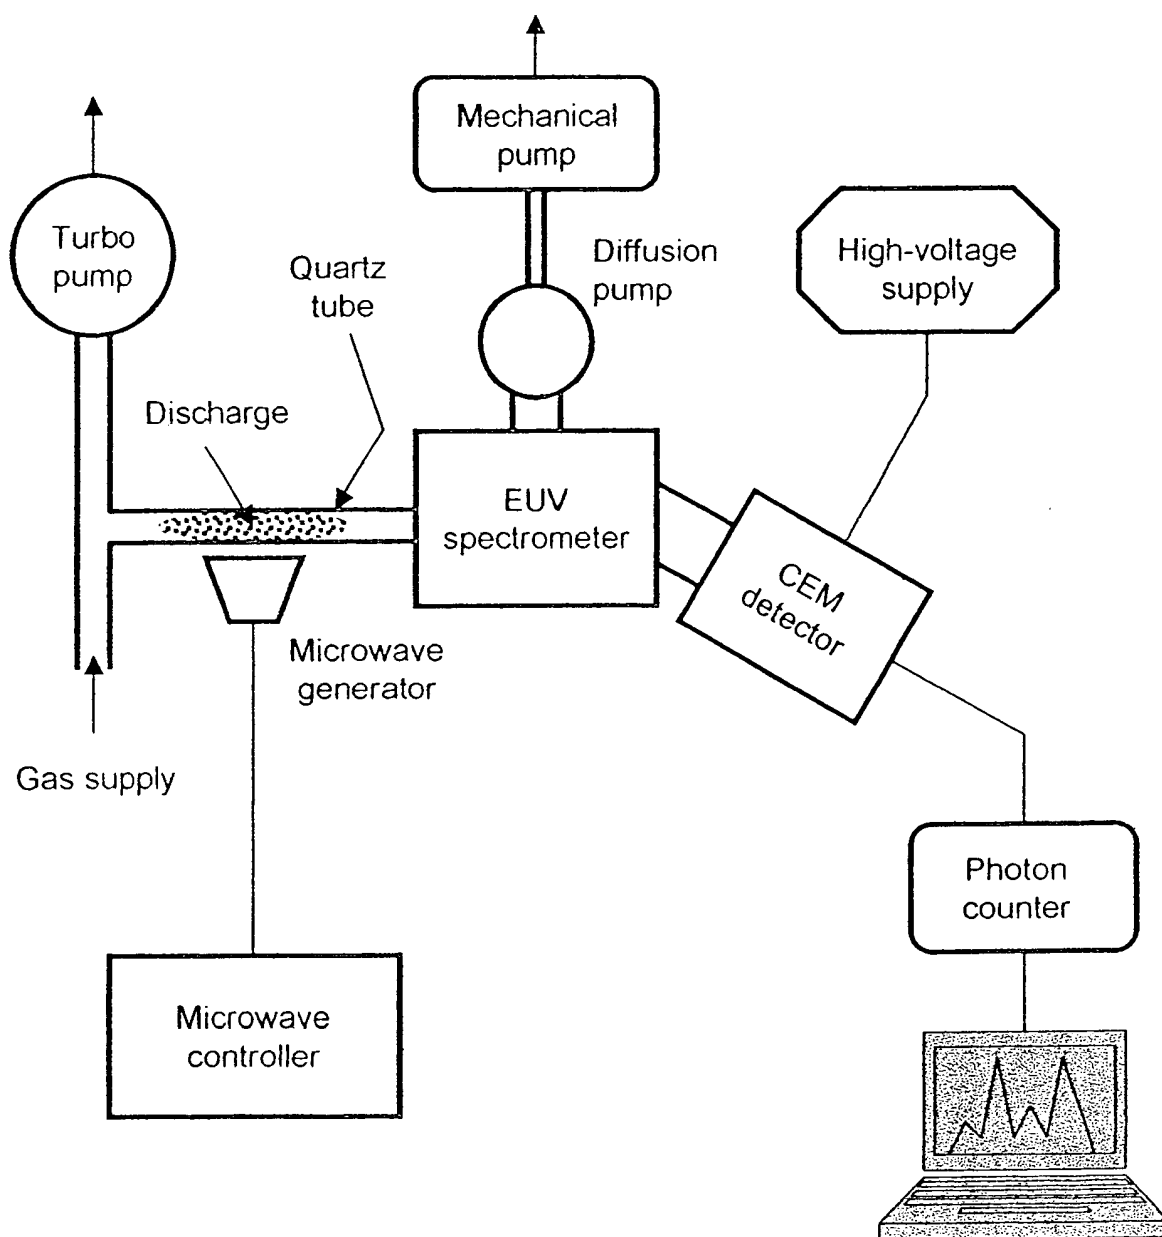 Mechanical
pump
Turbo
pump
Quartz
tube
Diffusion
pump
High-voltage
supply
Discharge
EUV
spectrometer
CEM
detector
Microwave
generator
Gas supply
Photon
counter
Microwave
controller